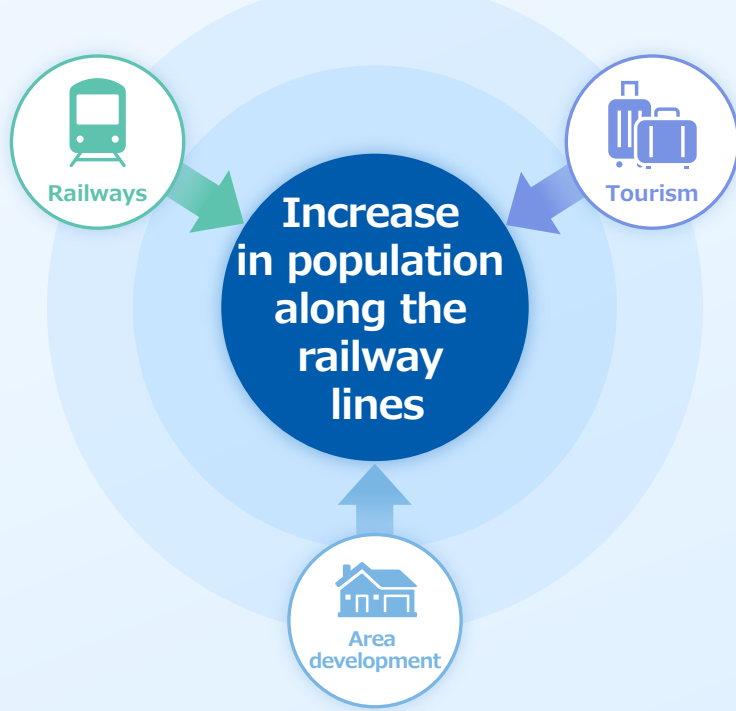 Railways
Tourism
Increase
in population
along the
railway
lines
Area
development